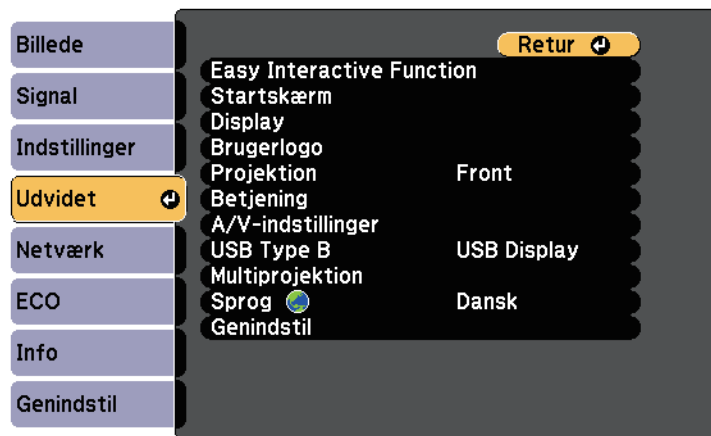 Billede
Signal
Indstillinger
Udvidet
Netværk
ECO
Info
Genindstil
Retur
Easy Interactive Function
Startskærm
Display
Brugerlogo
Projektion Front
Betjening
A/V-indstillinger
USB Type B USB Display
Multiprojektion
Sprog Dansk
Genindstil